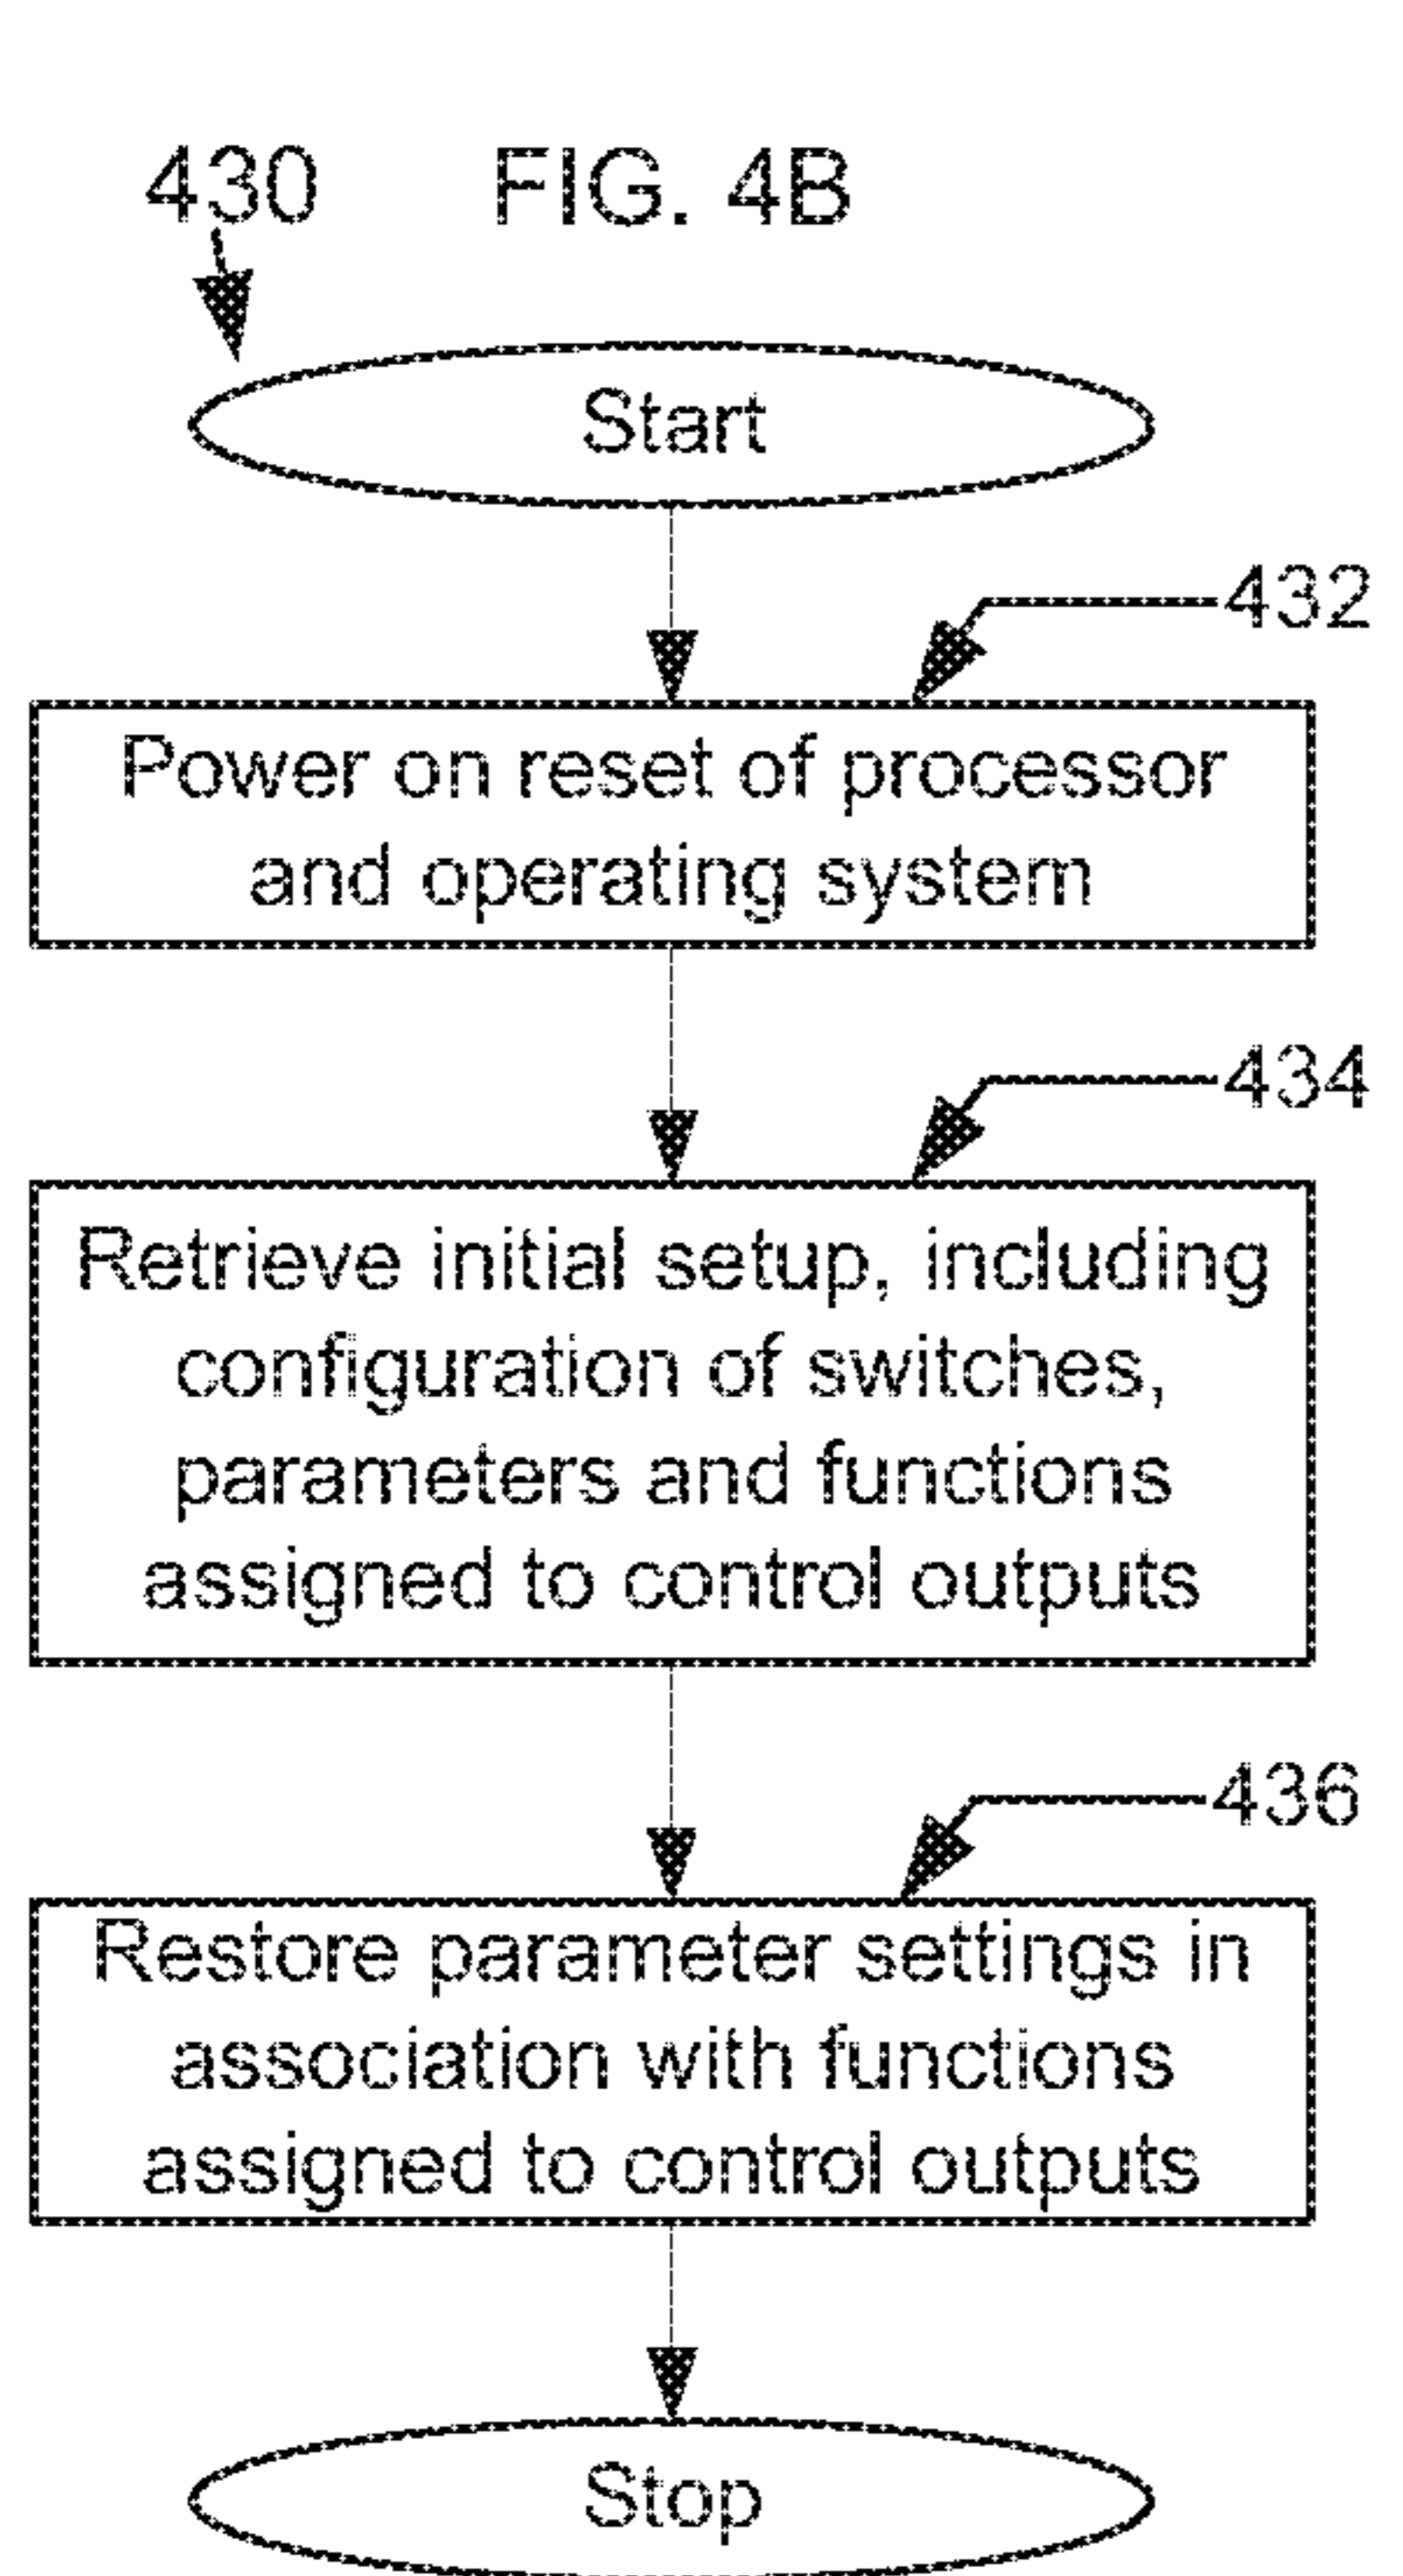 430 FIG. 4B
Start
432
Power on reset of processor
and operating system
434
Retrieve initial setup, including
configuration of switches,
parameters and functions
assigned to control outputs
436
Restore parameter settings in
association with functions
assigned to control outputs
Stop